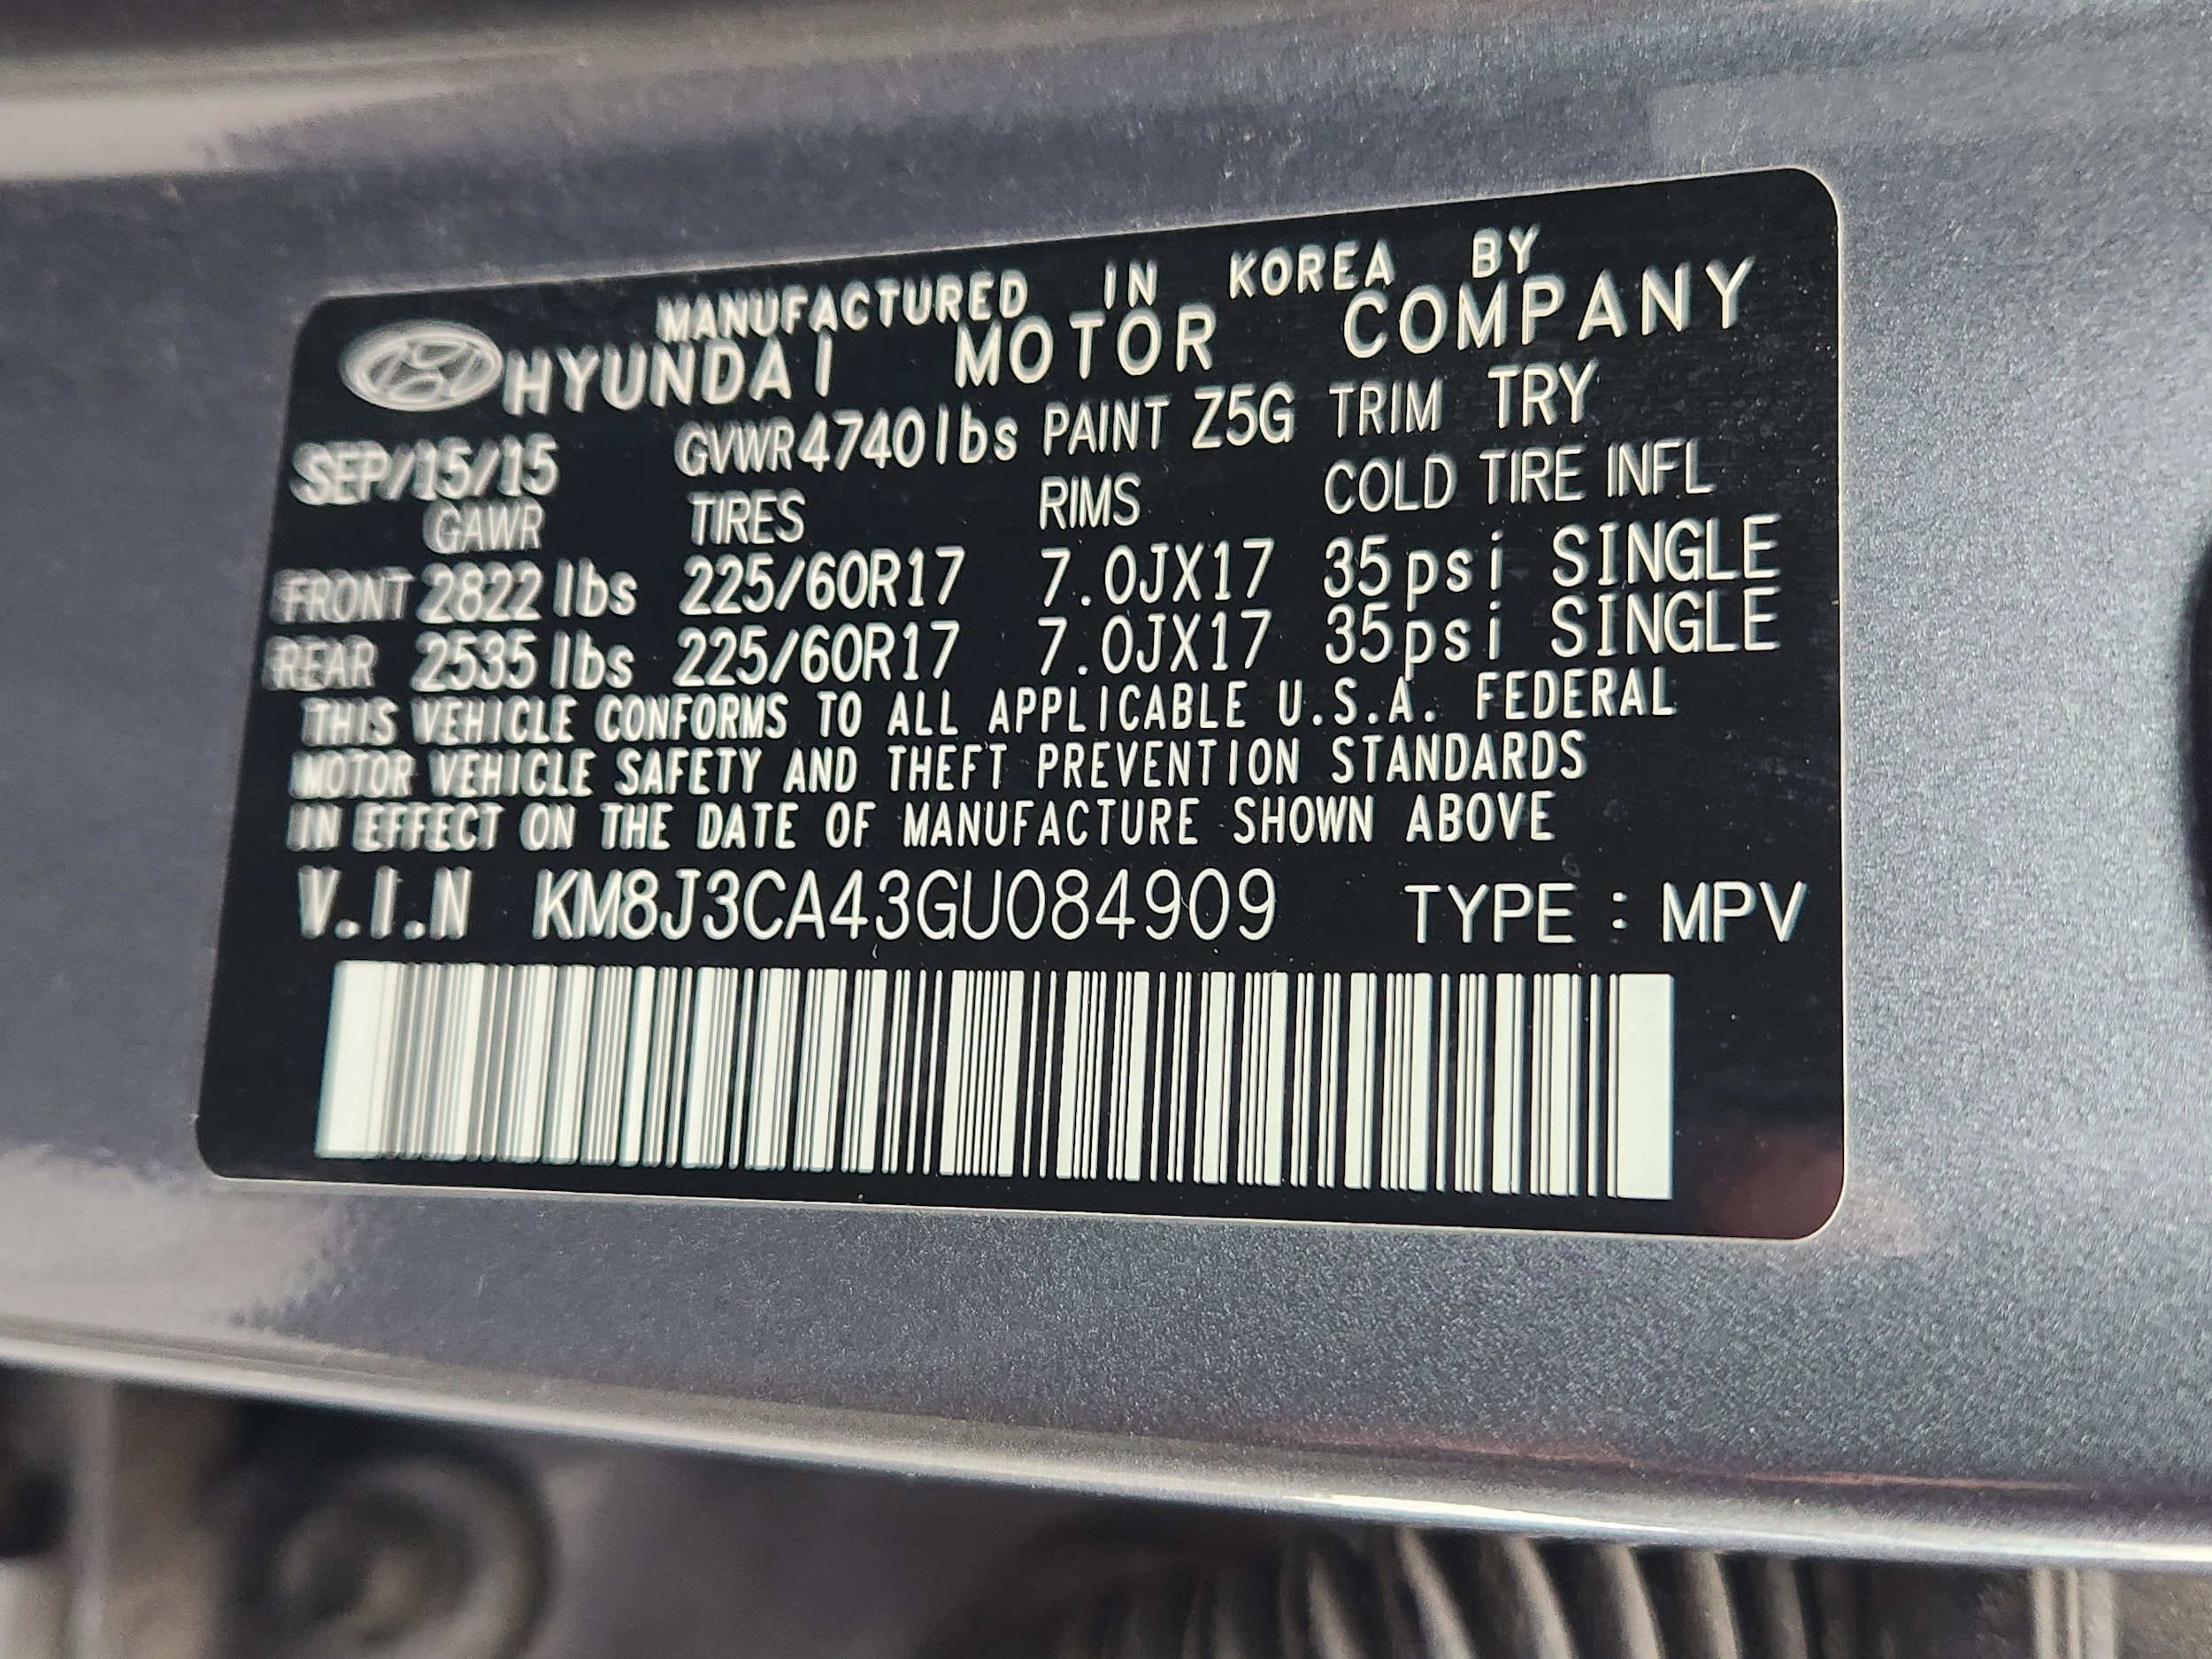 MANUFACTURED IN KOREA BY
HYUNDAI MOTOR COMPANY
SEP/15/15 GVWR 4740lbs PAINT Z5G TRIM TRY
GAWR TIRES RIMS COLD TIRE INFL
FRONT 2822 lbs 225/60R17 7.0JX17 35psi SINGLE
REAR 2535 lbs 225/60R17 7.0JX17 35psi SINGLE
THIS VEHICLE CONFORMS TO ALL APPLICABLE U.S.A. FEDERAL
MOTOR VEHICLE SAFETY AND THEFT PREVENTION STANDARDS
IN EFFECT ON THE DATE OF MANUFACTURE SHOWN ABOVE
V.I.N KM8J3CA43GU084909 TYPE : MPV